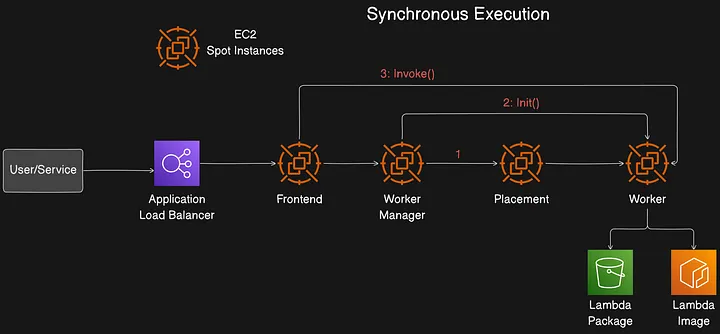 Synchronous Execution
EC2
Spot Instances
3: Invoke()
2: Init()
1
User/Service
Application
Load Balancer
Frontend
Worker
Manager
Placement
Worker
Lambda
Package
Lambda
Image